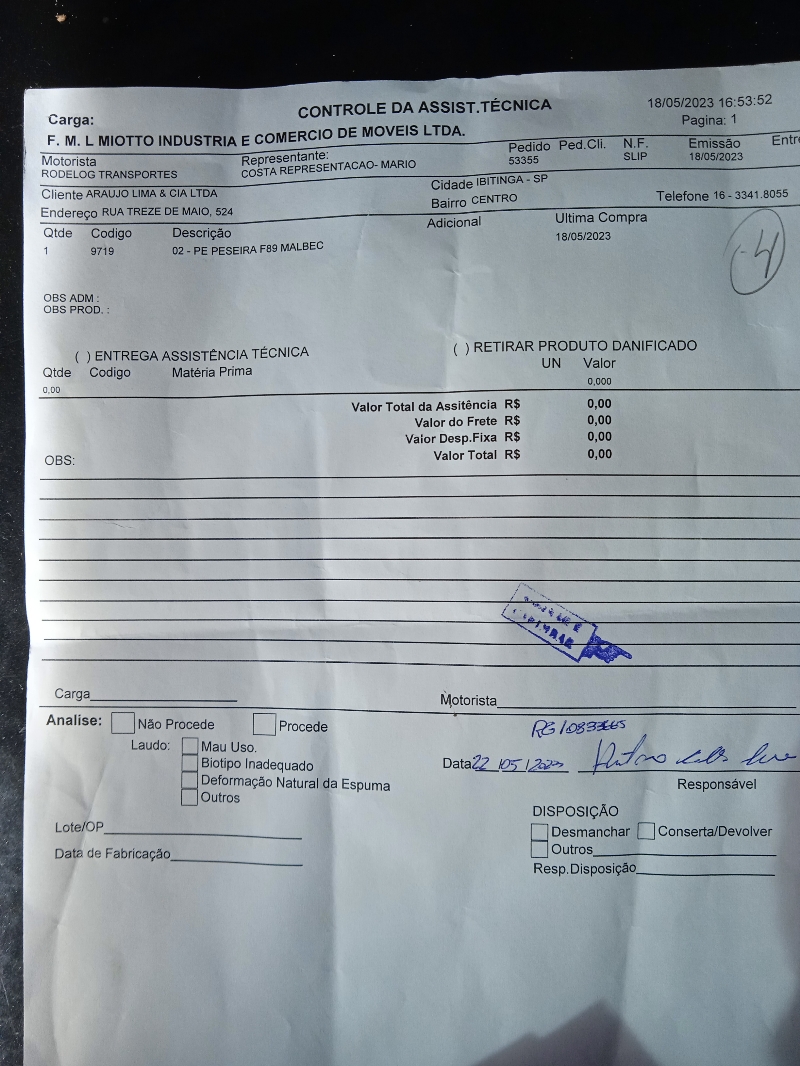 18/05/2023 16:53:52
CONTROLE DA ASSIST.TÉCNICA
Carga:
Pagina: 1
F. M. L MIOTTO INDUSTRIA E COMERCIO DE MOVEIS LTDA.
Motorista Representante: Pedido Ped.Cli. N.F. Emissão Entre
RODELOG TRANSPORTES COSTA REPRESENTACAO- MARIO 53355 SLIP 18/05/2023
Cliente ARAUJO LIMA & CIA LTDA Cidade IBITINGA - SP
Endereço RUA TREZE DE MAIO, 524 Bairro CENTRO Telefone 16 - 3341.8055
Qtde Codigo Descrição Adicional Ultima Compra
1 9719 02 - PE PESEIRA F89 MALBEC 18/05/2023
-4
OBS ADM :
OBS PROD. :
( ) ENTREGA ASSISTÊNCIA TÉCNICA ( ) RETIRAR PRODUTO DANIFICADO
Qtde Codigo Matéria Prima UN Valor
0,00 0,000
Valor Total da Assitência R$ 0,00
Valor do Frete R$ 0,00
Valor Desp.Fixa R$ 0,00
OBS: Valor Total R$ 0,00
Carga Motorista
Analise: Não Procede Procede
Laudo: Mau Uso.
Biotipo Inadequado
Deformação Natural da Espuma
Outros
Data 22/05/2023
Responsável
DISPOSIÇÃO
Lote/OP Desmanchar Conserta/Devolver
Outros
Data de Fabricação Resp.Disposição